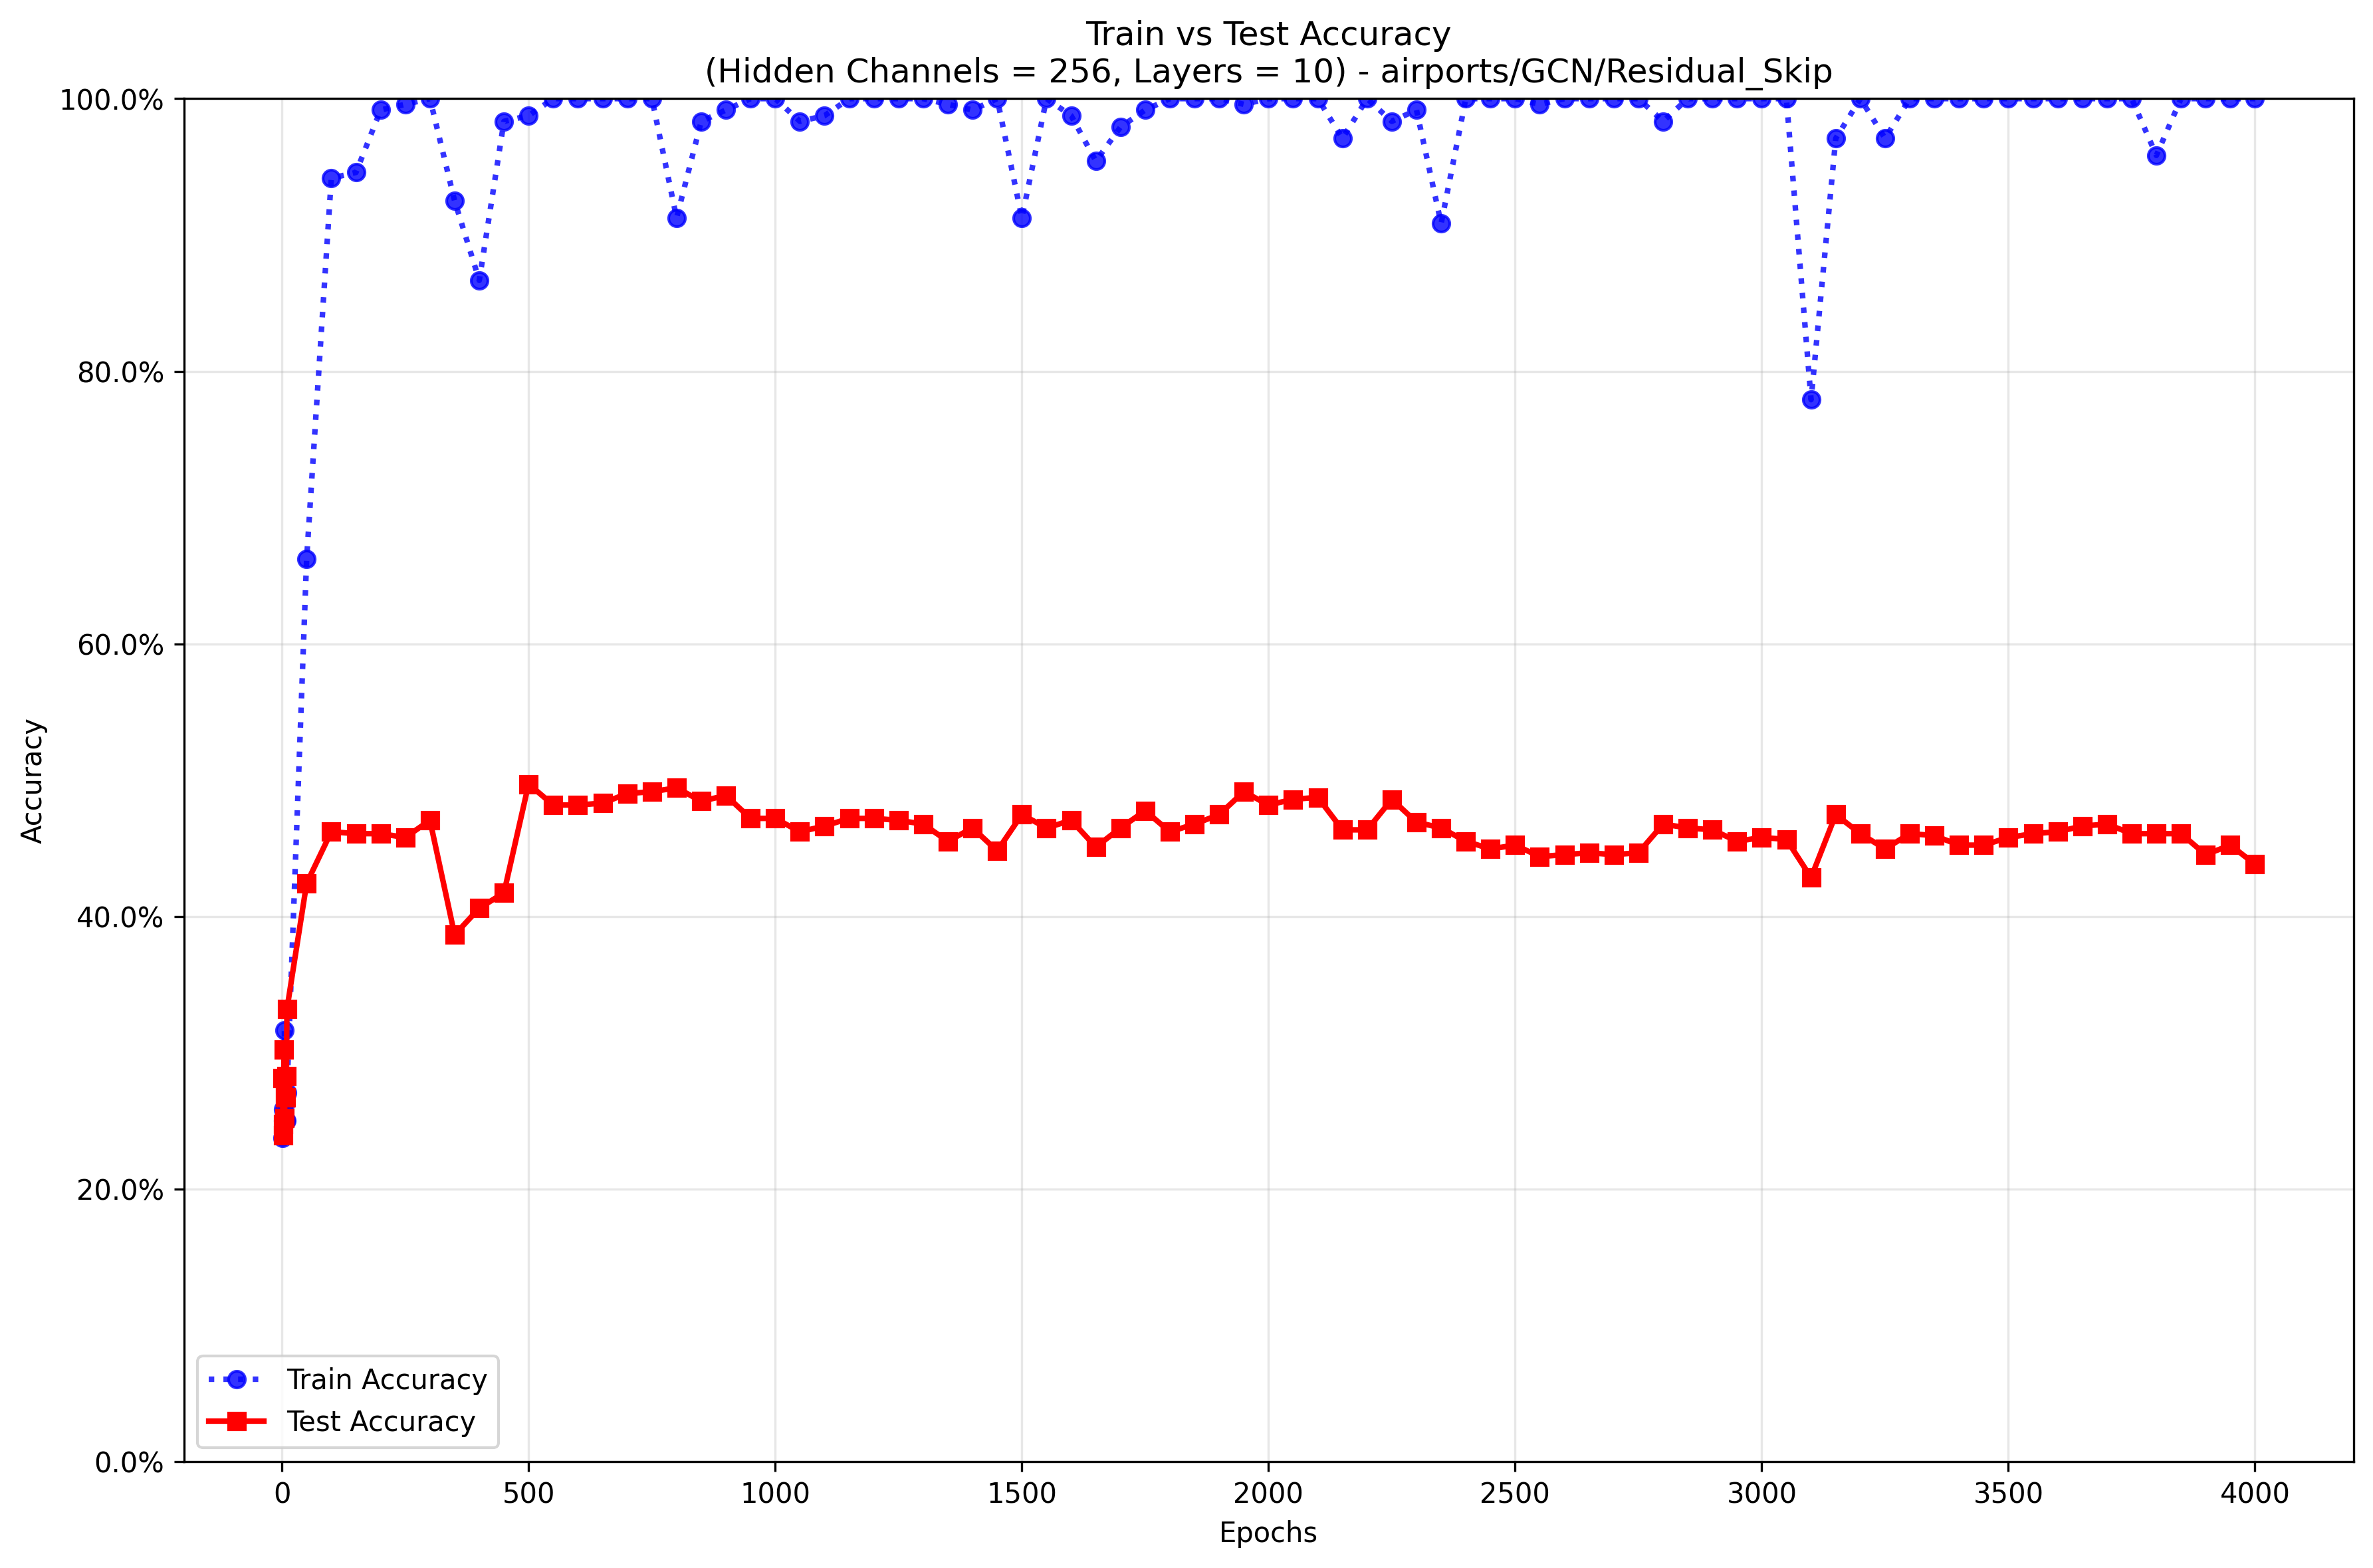 Train vs Test Accuracy
(Hidden Channels = 256, Layers = 10) - airports/GCN/Residual_Skip
100.0%
80.0%
60.0%
40.0%
20.0%
0.0%
Accuracy
Train Accuracy
Test Accuracy
0 500 1000 1500 2000 2500 3000 3500 4000
Epochs